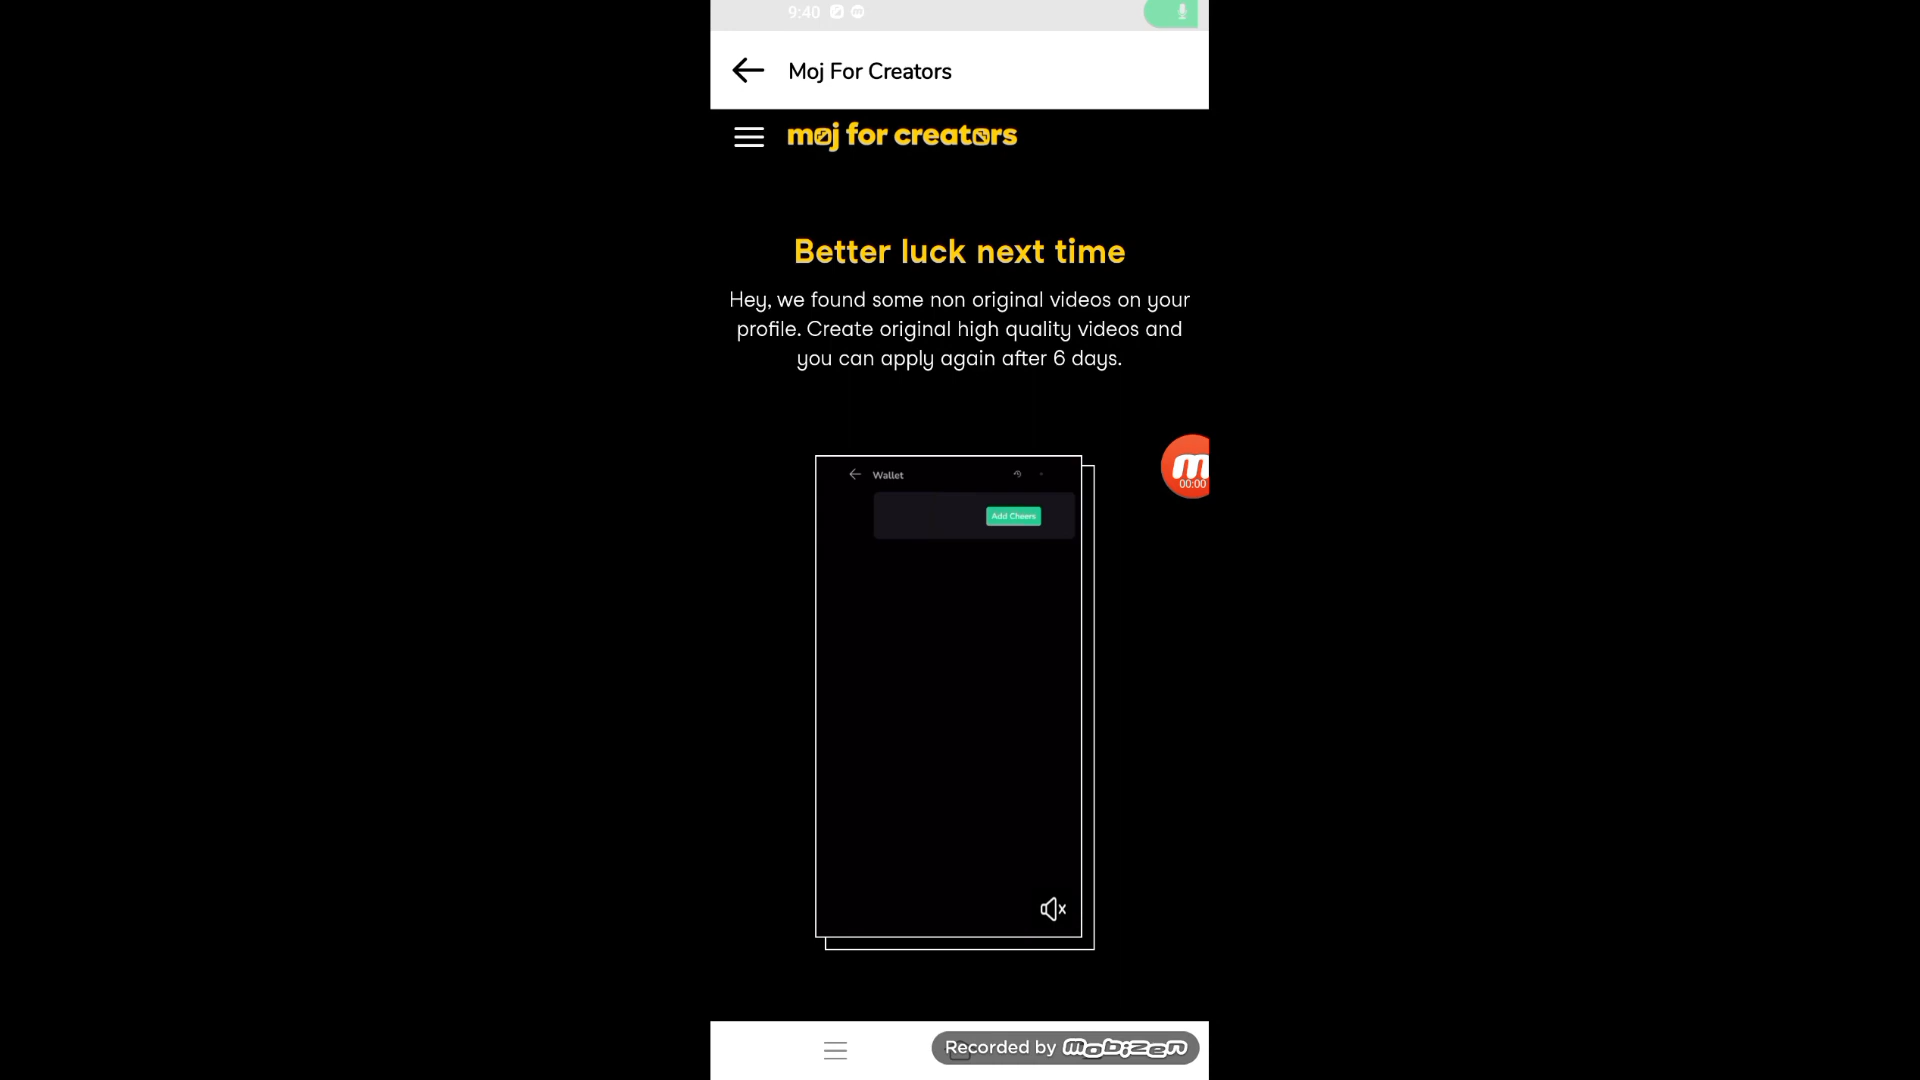 9:40
Moj For Creators
moj for creators
Better luck next time
Hey, we found some non original videos on your
profile. Create original high quality videos and
you can apply again after 6 days.
m
00:00
Wallet
Add Cheers
Recorded by mobizen